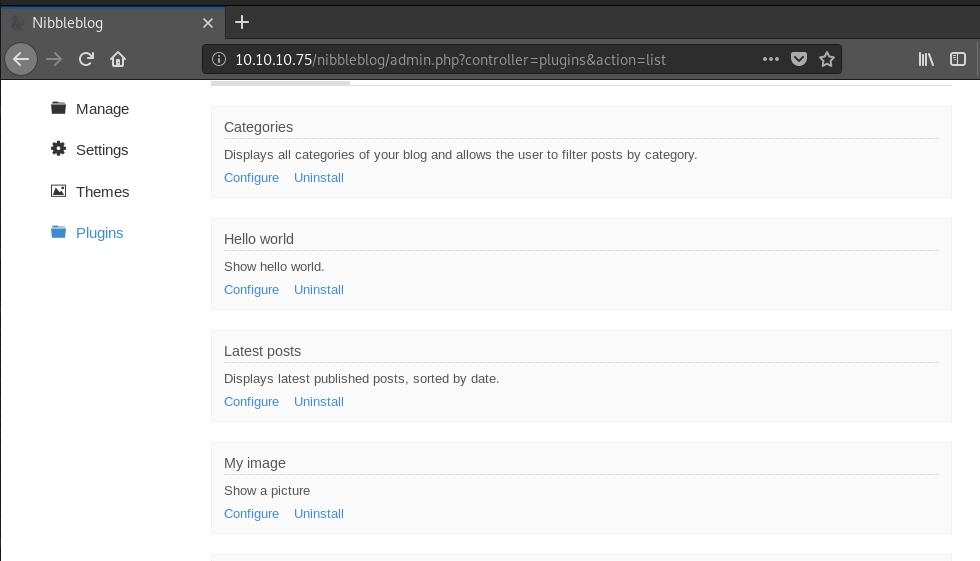 Nibbleblog
10.10.10.75/nibbleblog/admin.php?controller=plugins&action=list
Manage
Settings
Themes
Plugins
Categories
Displays all categories of your blog and allows the user to filter posts by category.
Configure Uninstall
Hello world
Show hello world.
Configure Uninstall
Latest posts
Displays latest published posts, sorted by date.
Configure Uninstall
My image
Show a picture
Configure Uninstall